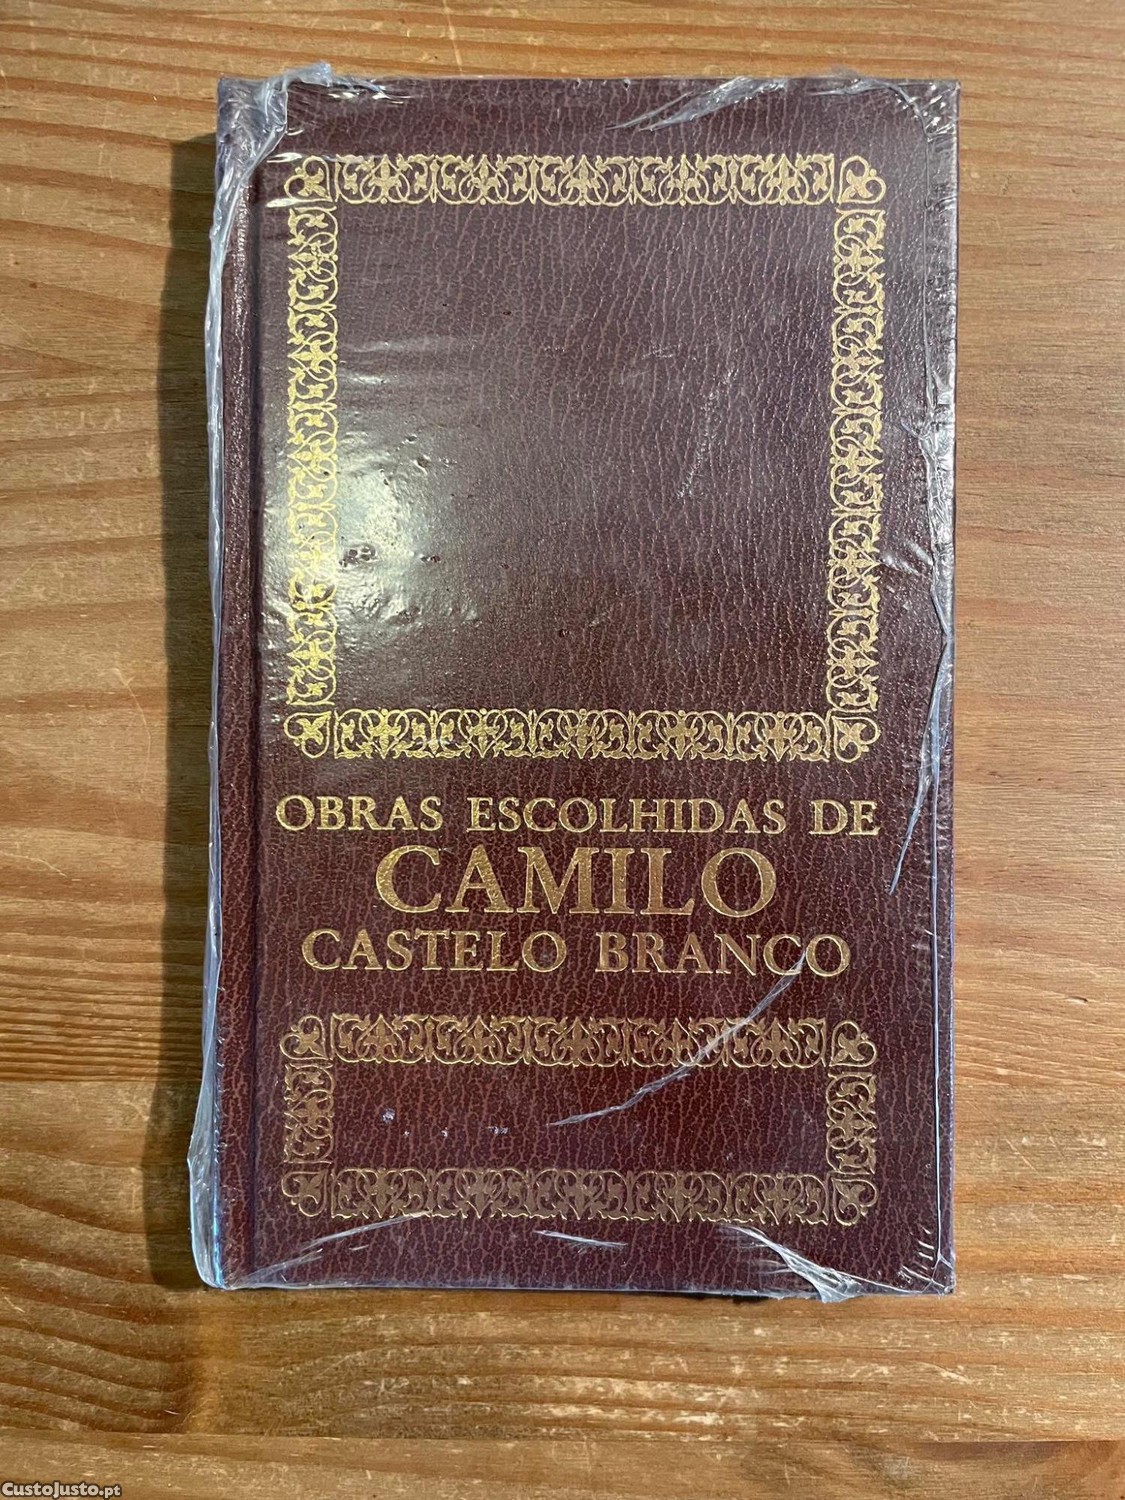 OBRAS ESCOLHIDAS DE
CAMILO
CASTELO BRANCO
CustoJusto.pt